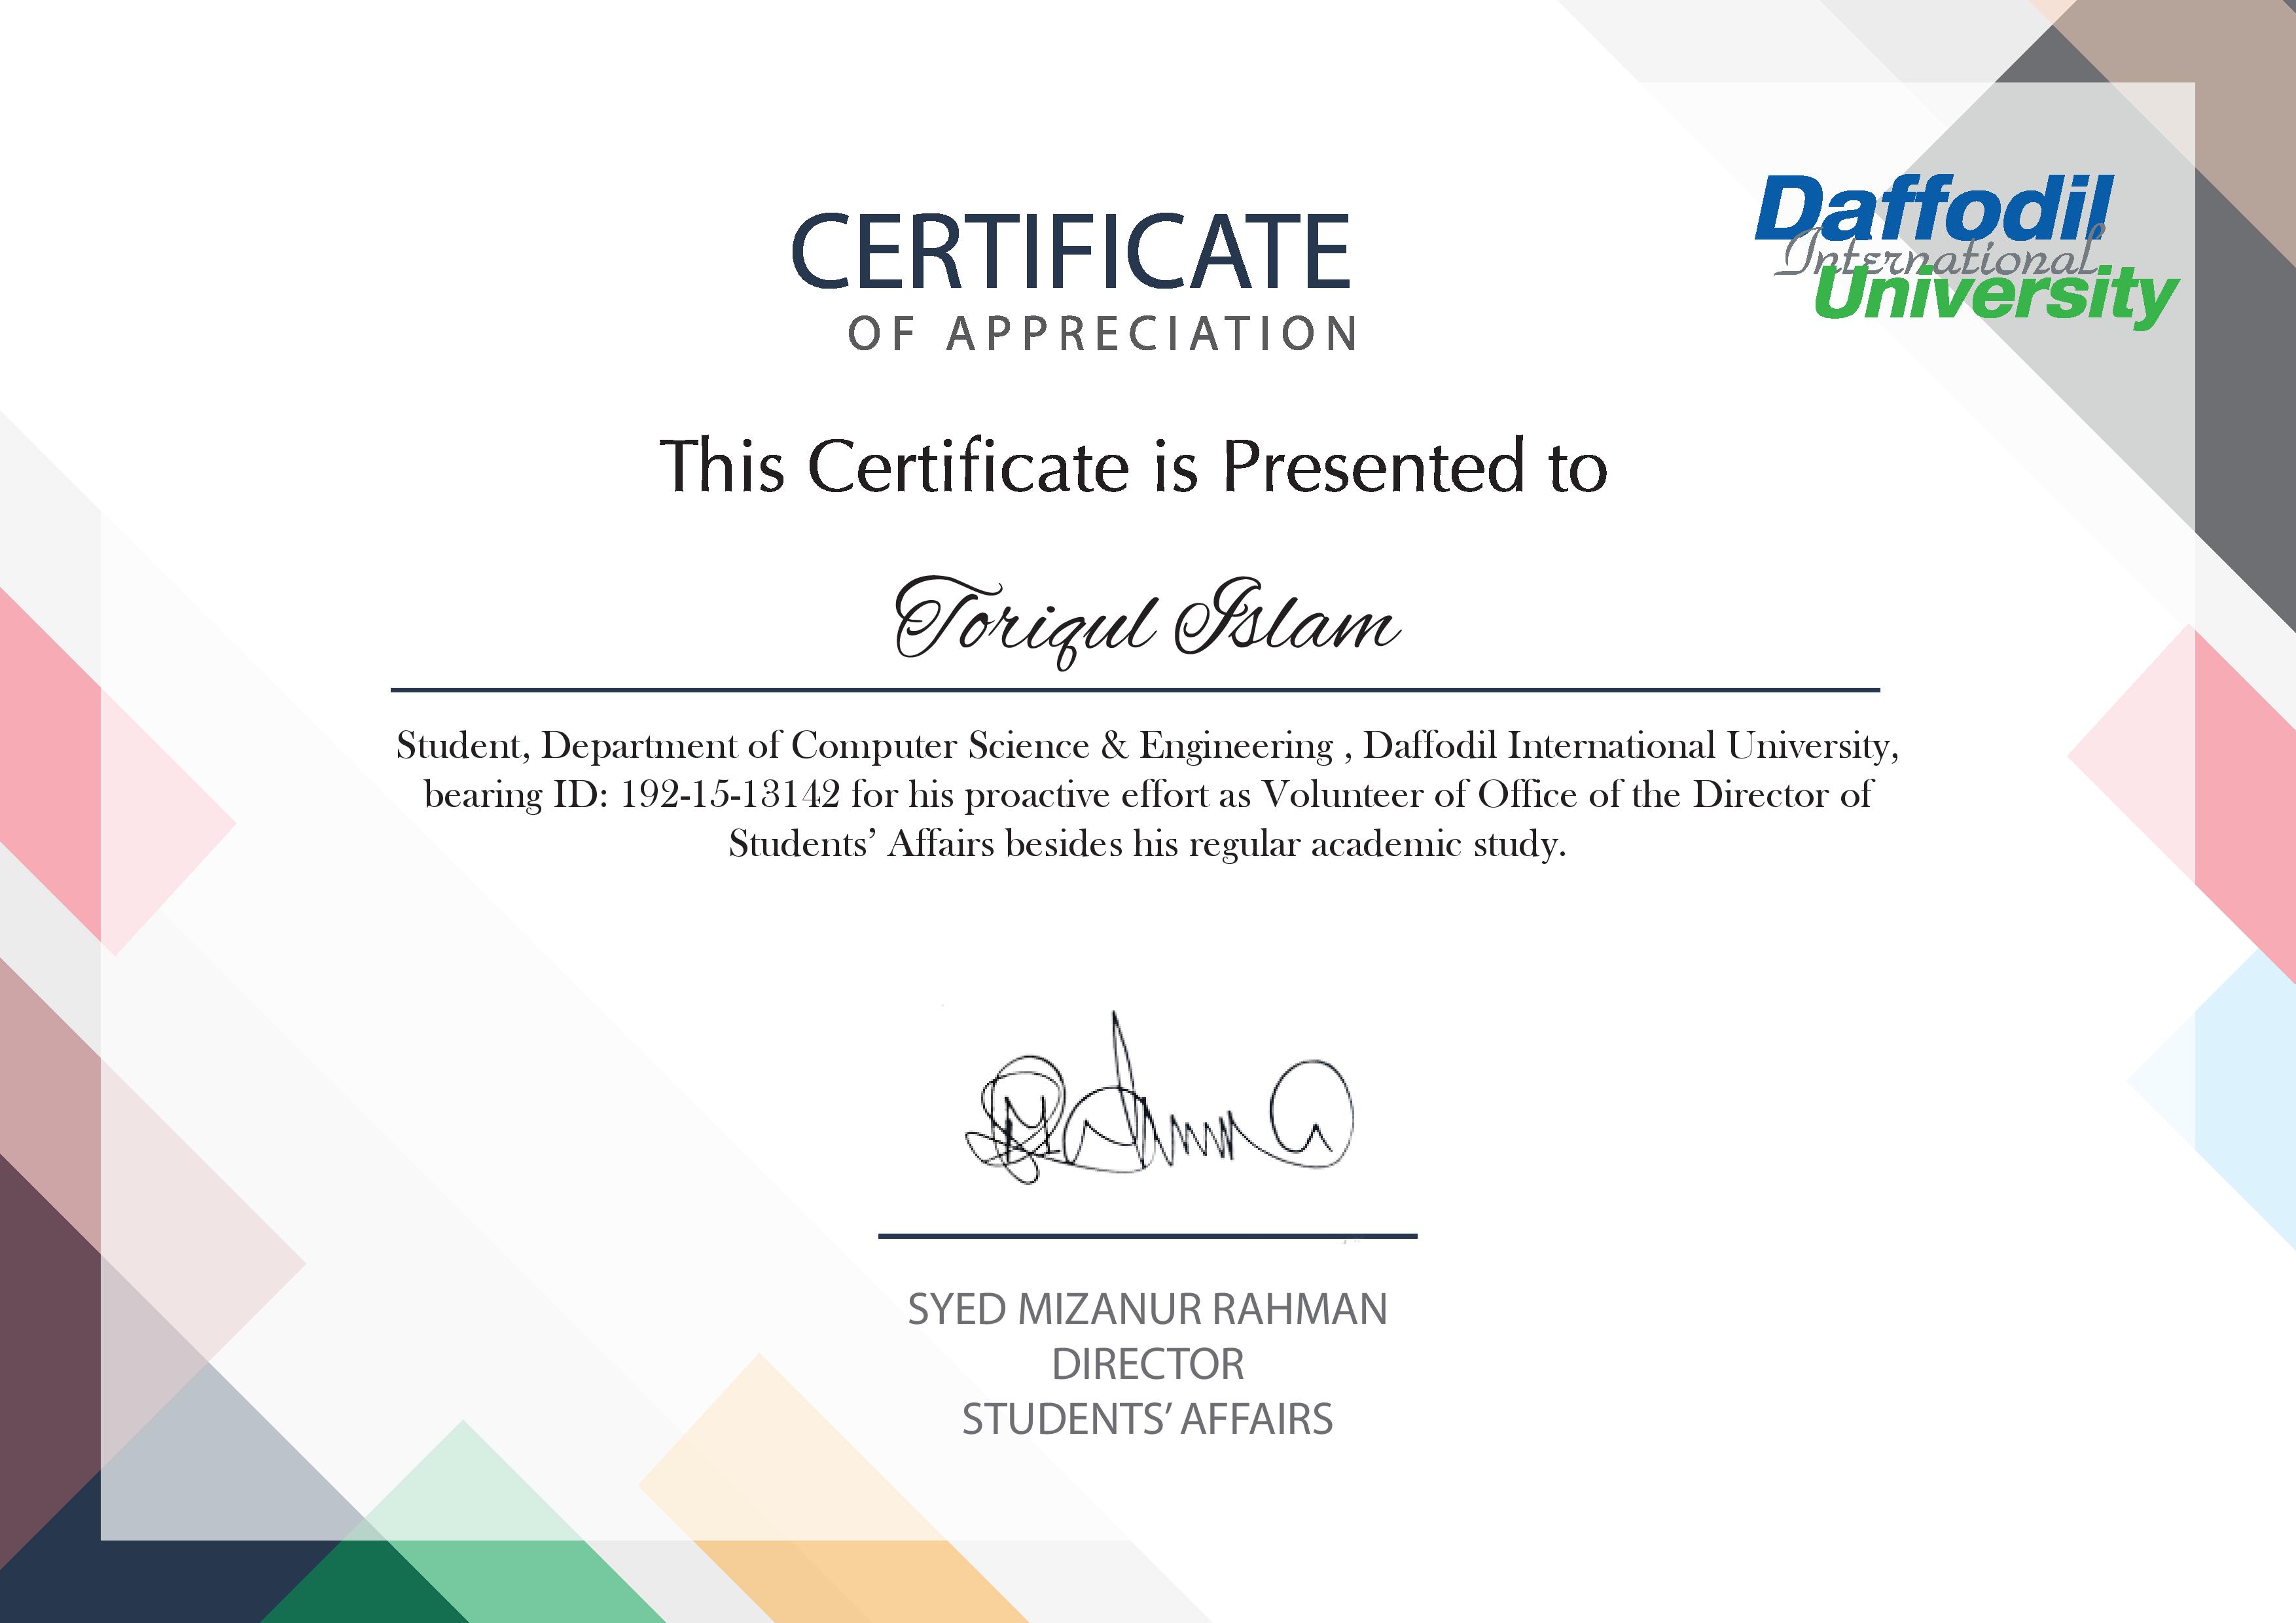 Daffodil
International
University
CERTIFICATE
OF APPRECIATION
This Certificate is Presented to
Toriqul Islam
Student, Department of Computer Science & Engineering , Daffodil International University,
bearing ID: 192-15-13142 for his proactive effort as Volunteer of Office of the Director of
Students’ Affairs besides his regular academic study.
SYED MIZANUR RAHMAN
DIRECTOR
STUDENTS’ AFFAIRS